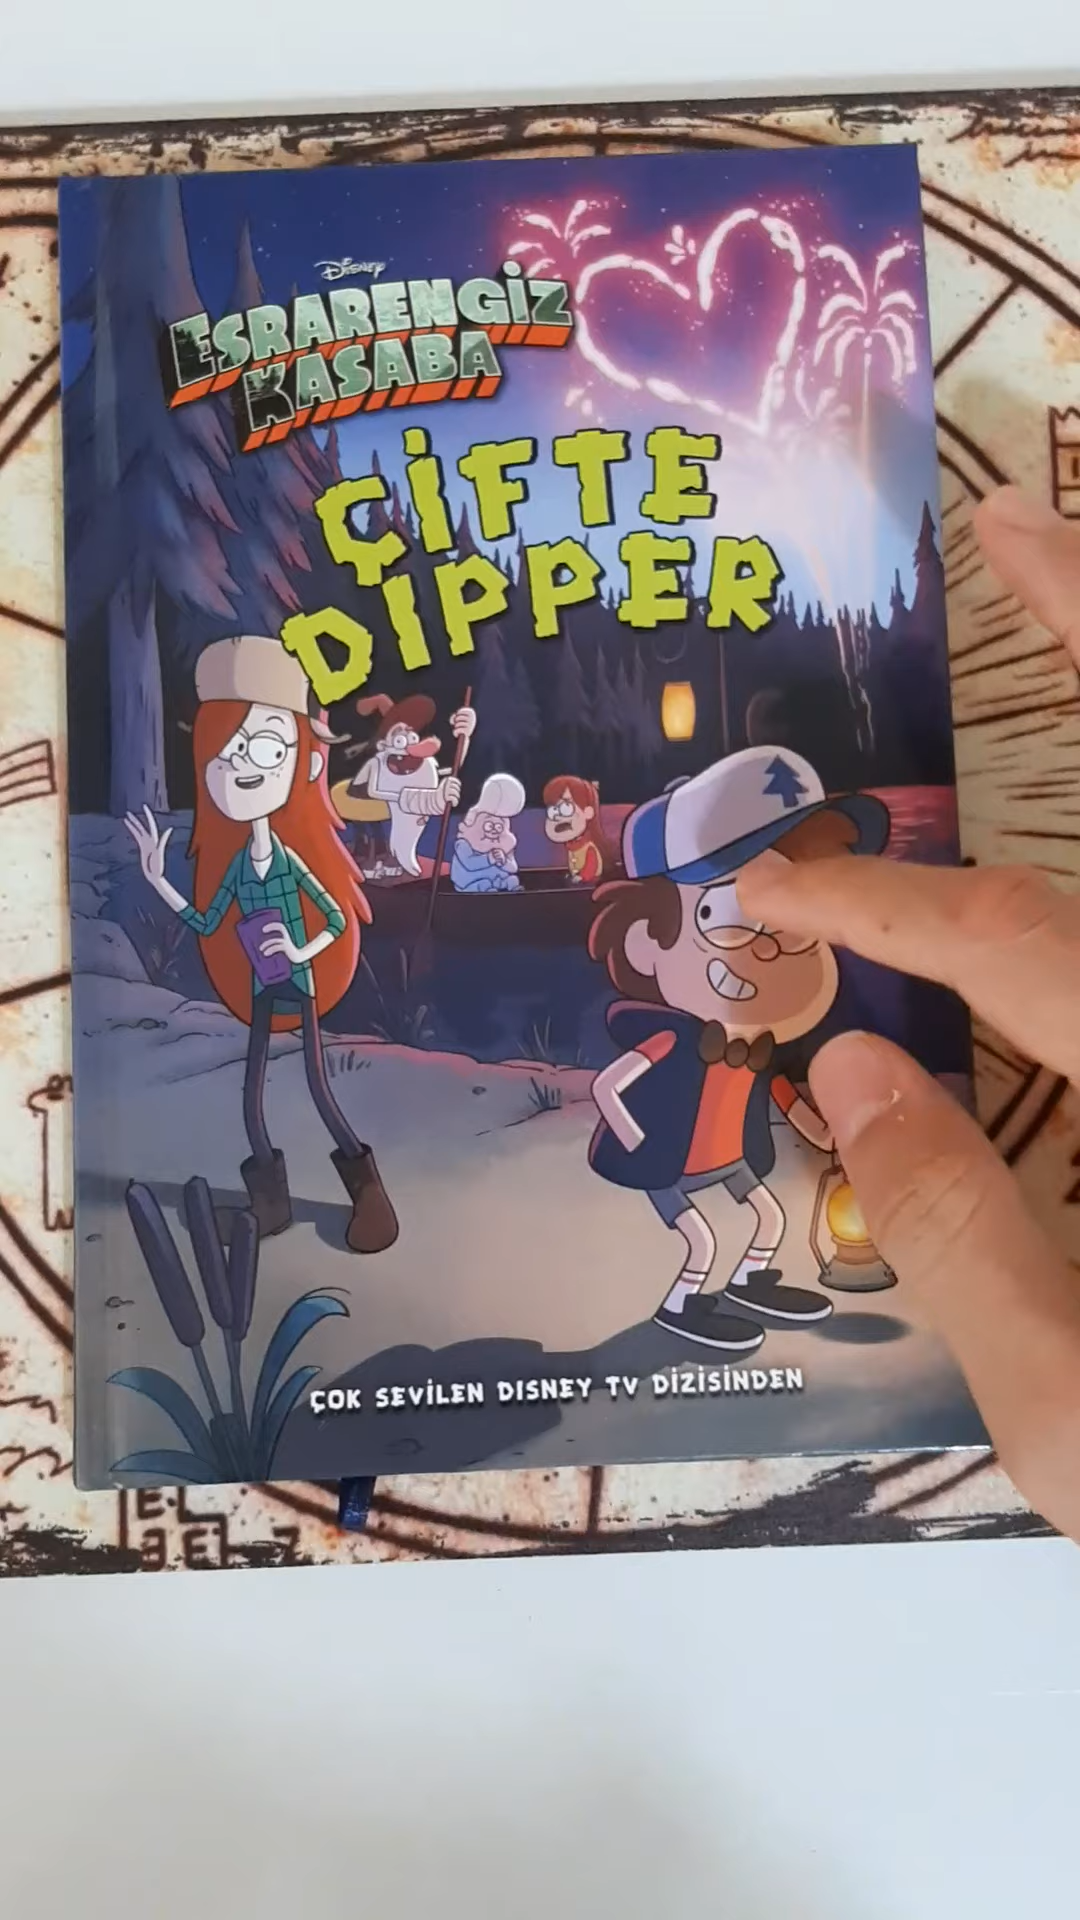 Disney
ESRARENGİZ
KASABA
ÇİFTE
DIPPER
ÇOK SEVİLEN DISNEY TV DİZİSİNDEN